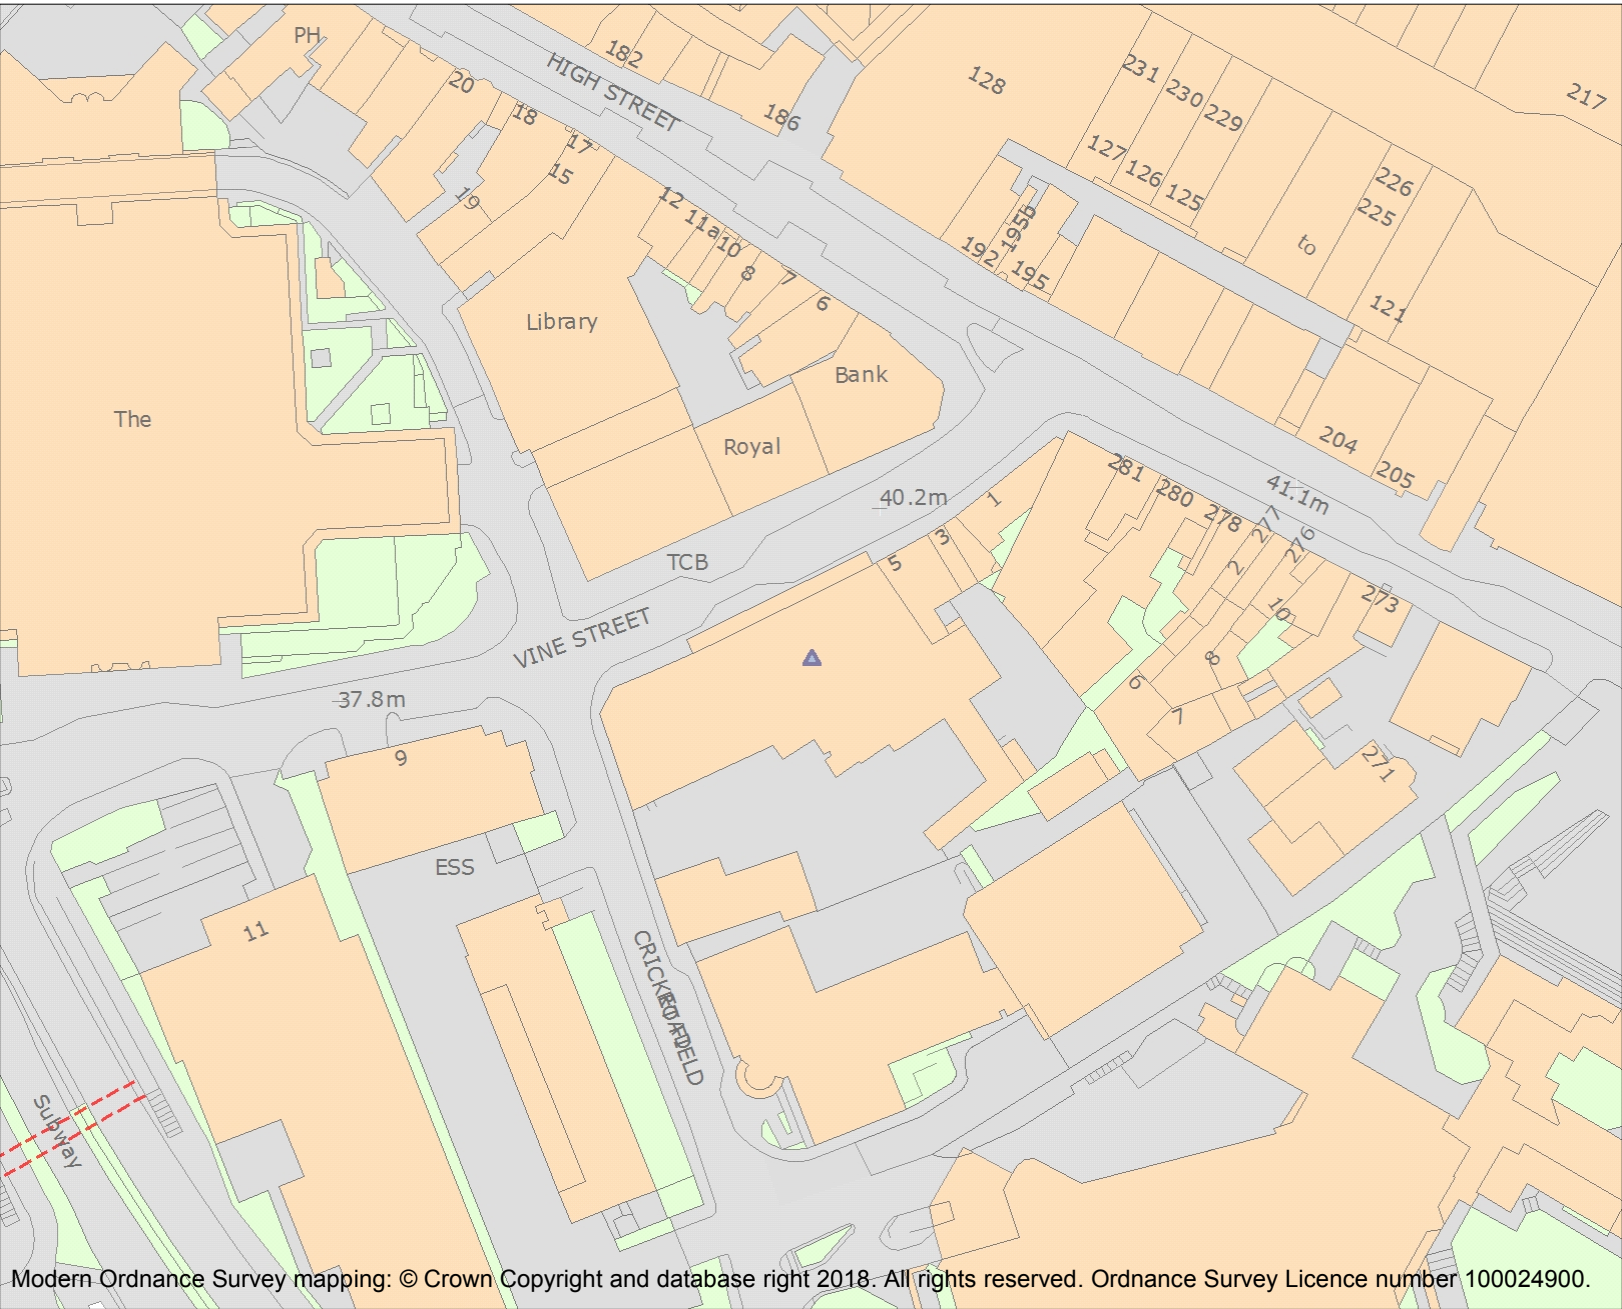 PH
182
HIGH STREET
128
231
230
229
217
20
18
17
15
19
186
127
126
125
226
225
to
121
12
11a
10
8
7
6
192
195b
195
Library
Bank
The
Royal
204
205
41.1m
40.2m
1
3
5
281
280
278
277
276
2
10
273
TCB
VINE STREET
8
6
7
37.8m
9
271
ESS
11
CRICKETFIELD
ROAD
Subway
Modern Ordnance Survey mapping: © Crown Copyright and database right 2018. All rights reserved. Ordnance Survey Licence number 100024900.